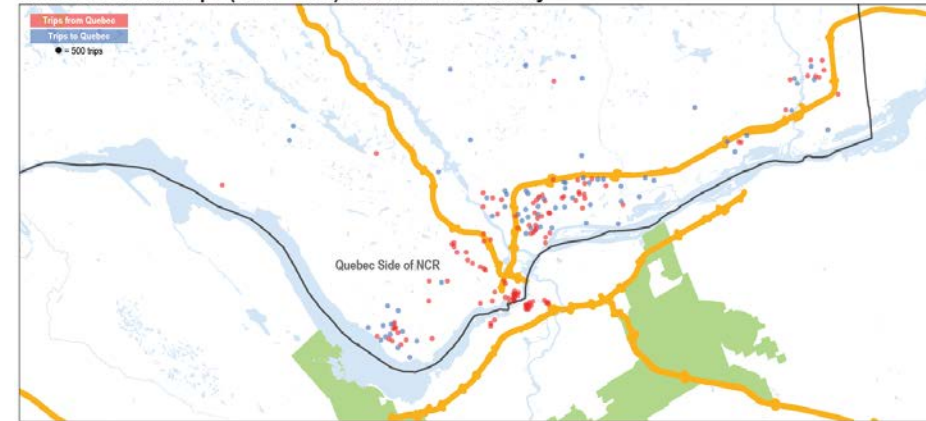 Trips from Quebec
Trips to Quebec
= 500 trips
Quebec Side of NCR